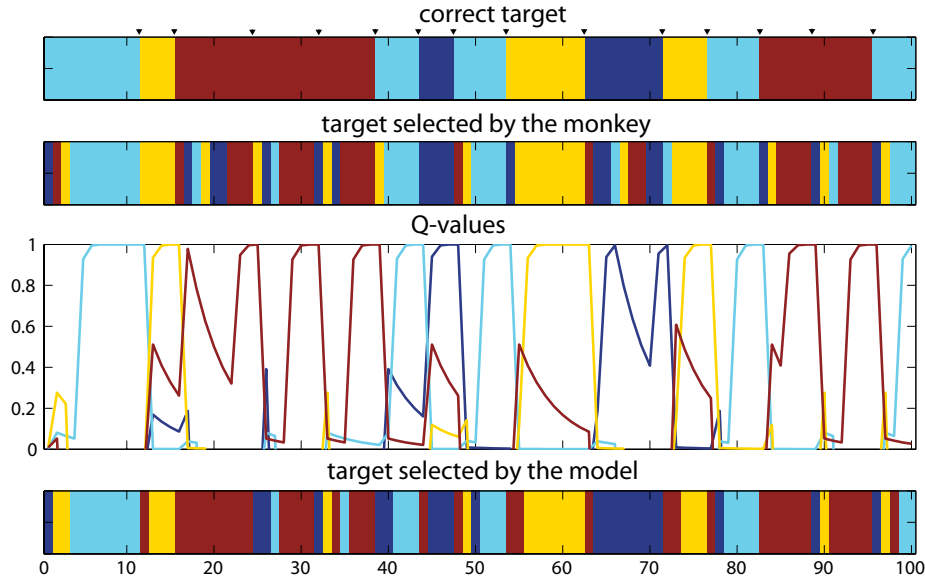 correct target
target selected by the monkey
Q-values
1
0.8
0.6
0.4
0.2
0
target selected by the model
0 10 20 30 40 50 60 70 80 90 100